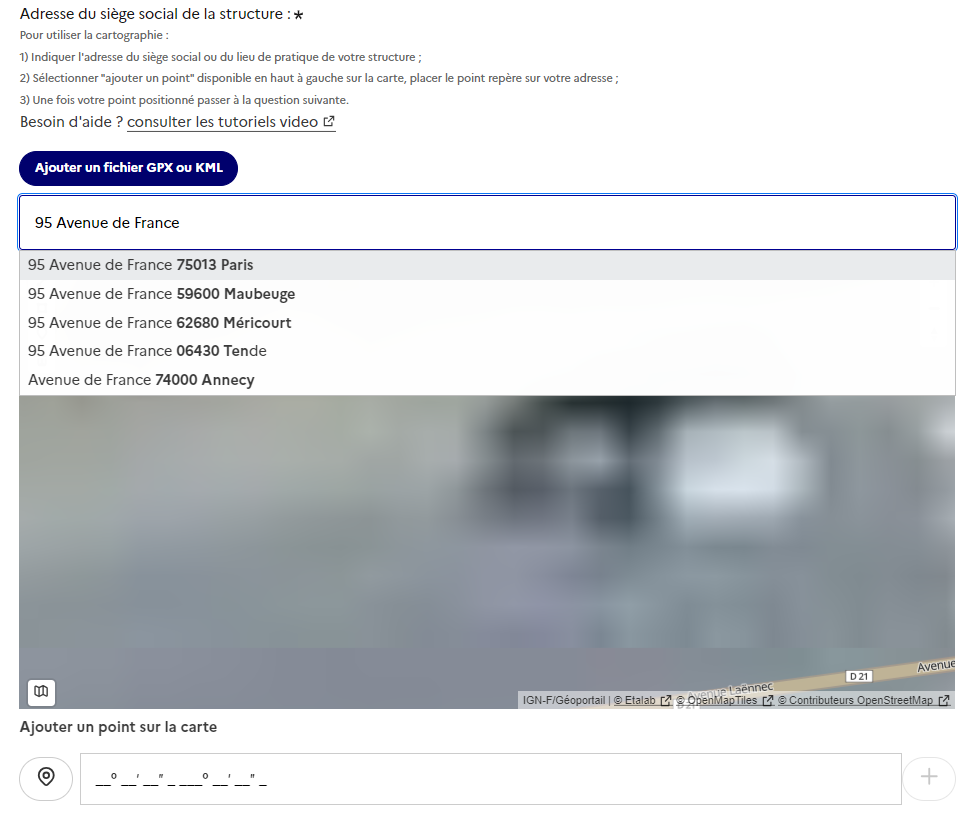 Adresse du siège social de la structure : *
Pour utiliser la cartographie :
1) Indiquer l'adresse du siège social ou du lieu de pratique de votre structure ;
2) Sélectionner "ajouter un point" disponible en haut à gauche sur la carte, placer le point repère sur votre adresse ;
3) Une fois votre point positionné passer à la question suivante.
Besoin d'aide ? consulter les tutoriels video
Ajouter un fichier GPX ou KML
95 Avenue de France
95 Avenue de France 75013 Paris
95 Avenue de France 59600 Maubeuge
95 Avenue de France 62680 Méricourt
95 Avenue de France 06430 Tende
Avenue de France 74000 Annecy
Avenue
D 21
Avenue Laënnec
IGN-F/Géoportail | © Etalab © OpenMapTiles © Contributeurs OpenStreetMap
Ajouter un point sur la carte
__° __' __" _ ___° __' __" _